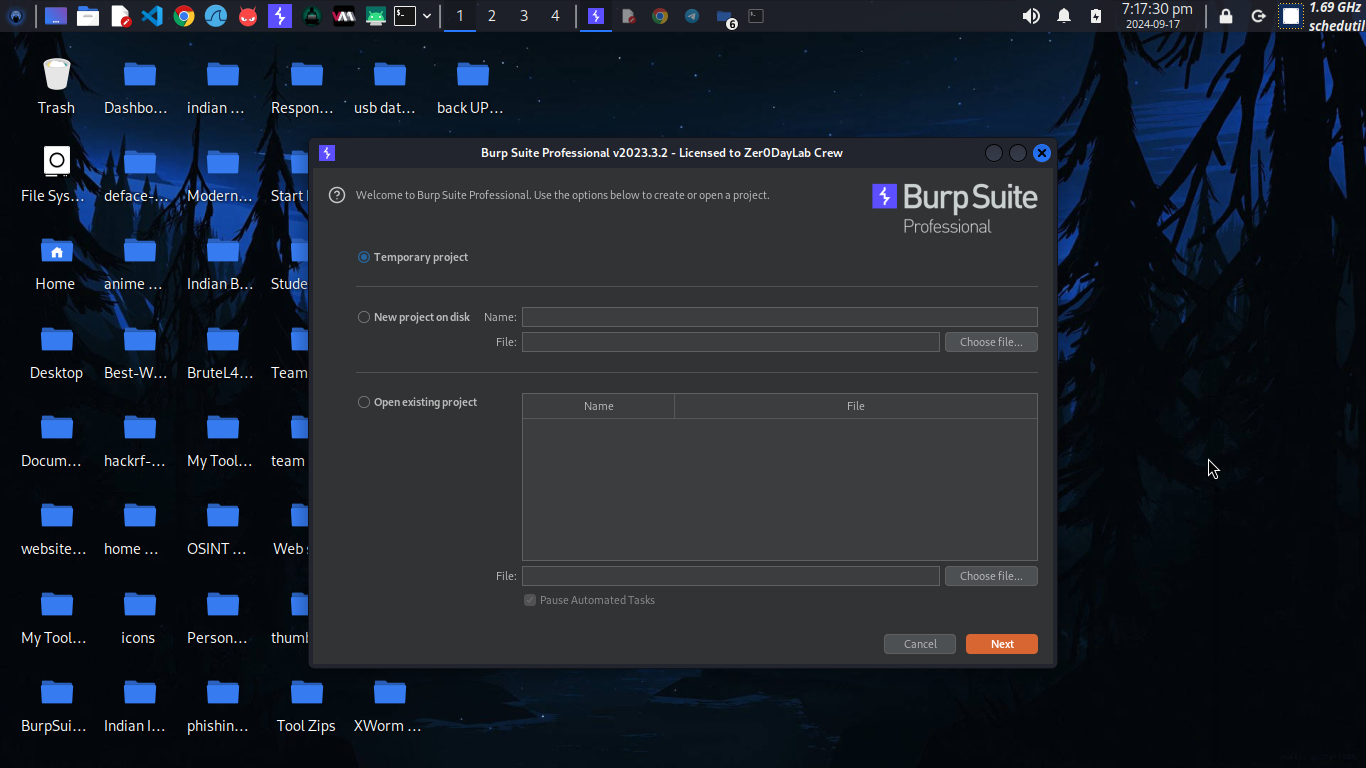 1 2 3 4
6
7:17:30 pm
2024-09-17
1.69 GHz
schedutil
Trash
Dashbo...
indian ...
Respon...
usb dat...
back UP...
File Sys...
deface-...
Modern...
Start
Home
anime ...
Indian B...
Stude
Desktop
Best-W...
BruteL4...
Team
Docum...
hackrf-...
My Tool...
team
website...
home ...
OSINT ...
Web s
My Tool...
icons
Person...
thumb
BurpSui...
Indian I...
phishin...
Tool Zips
XWorm ...
Burp Suite Professional v2023.3.2 - Licensed to Zer0DayLab Crew
Welcome to Burp Suite Professional. Use the options below to create or open a project.
Burp Suite
Professional
Temporary project
New project on disk Name:
File: Choose file...
Open existing project
Name File
File: Choose file...
Pause Automated Tasks
Cancel Next